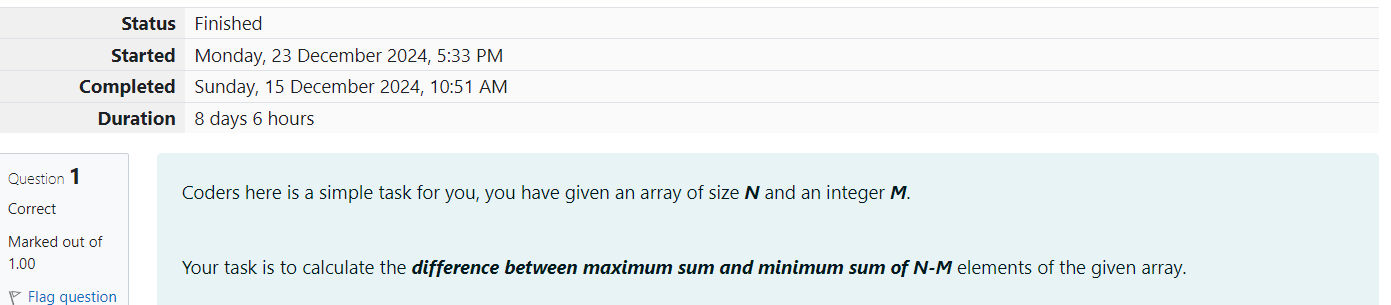 Status Finished
Started Monday, 23 December 2024, 5:33 PM
Completed Sunday, 15 December 2024, 10:51 AM
Duration 8 days 6 hours
Question 1
Correct
Marked out of
1.00
Flag question
Coders here is a simple task for you, you have given an array of size N and an integer M.
Your task is to calculate the difference between maximum sum and minimum sum of N-M elements of the given array.